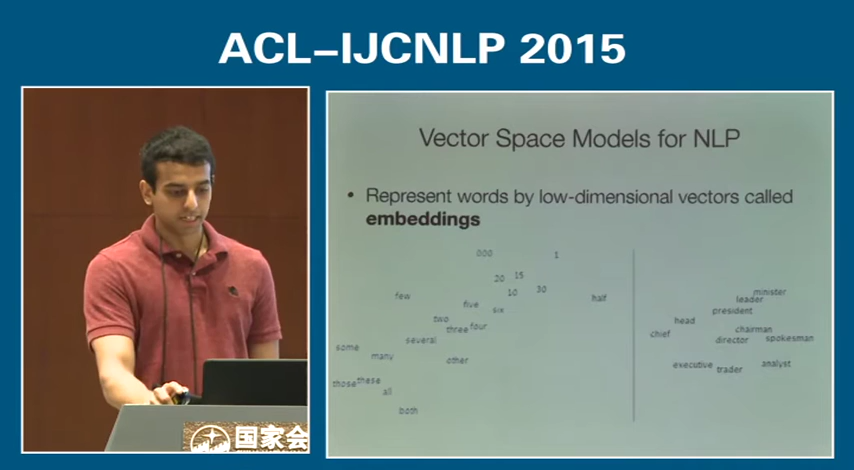 ACL–IJCNLP 2015
Vector Space Models for NLP
• Represent words by low-dimensional vectors called
embeddings
000
1
20 15
10 30
few
half
five
six
two
three four
several
some
many
other
those these
all
both
minister
leader
president
head
chief
chairman
director spokesman
executive
trader
analyst
国家会